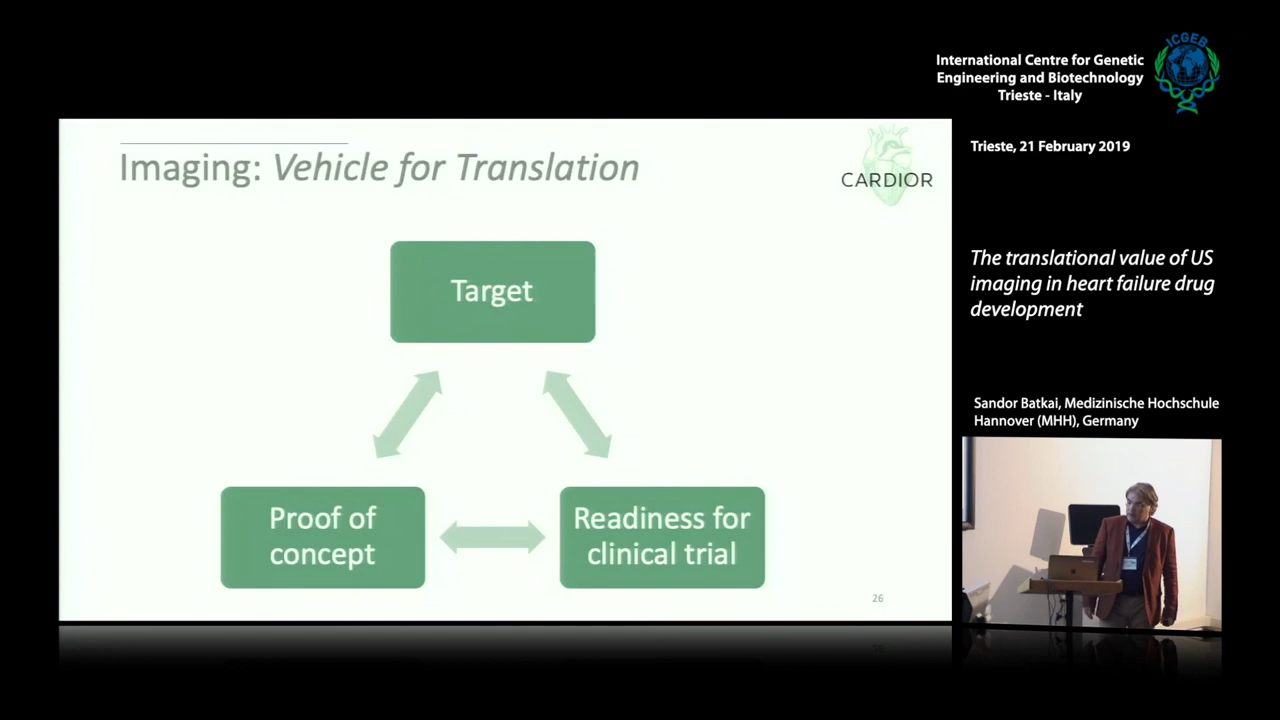 International Centre for Genetic
Engineering and Biotechnology
Trieste - Italy
ICGEB
Trieste, 21 February 2019
Imaging: Vehicle for Translation
CARDIOR
Target
Proof of
concept
Readiness for
clinical trial
26
The translational value of US
imaging in heart failure drug
development
Sandor Batkai, Medizinische Hochschule
Hannover (MHH), Germany